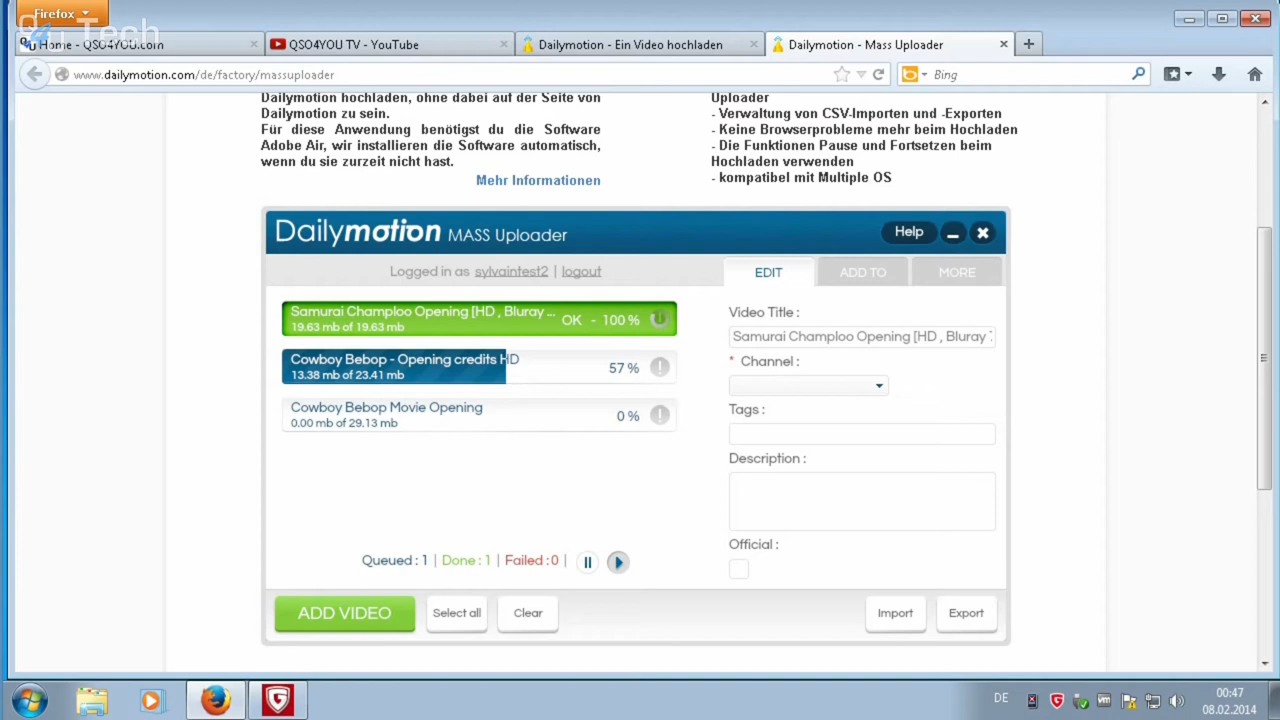 Firefox
Tech
Home - QSO4YOU.com
QSO4YOU TV - YouTube
Dailymotion - Ein Video hochladen
Dailymotion - Mass Uploader
www.dailymotion.com/de/factory/massuploader
Bing
Dailymotion hochladen, ohne dabei auf der Seite von
Dailymotion zu sein.
Für diese Anwendung benötigst du die Software
Adobe Air, wir installieren die Software automatisch,
wenn du sie zurzeit nicht hast.
Mehr Informationen
Uploader
- Verwaltung von CSV-Importen und -Exporten
- Keine Browserprobleme mehr beim Hochladen
- Die Funktionen Pause und Fortsetzen beim
Hochladen verwenden
- kompatibel mit Multiple OS
Dailymotion MASS Uploader
Help
Logged in as sylvaintest2 | logout
EDIT
ADD TO
MORE
Samurai Champloo Opening [HD , Bluray ...
19.63 mb of 19.63 mb
OK - 100 %
Cowboy Bebop - Opening credits HD
13.38 mb of 23.41 mb
57 %
Cowboy Bebop Movie Opening
0.00 mb of 29.13 mb
0 %
Video Title :
Samurai Champloo Opening [HD , Bluray
* Channel :
Tags :
Description :
Official :
Queued : 1 | Done : 1 | Failed : 0 |
ADD VIDEO
Select all
Clear
Import
Export
DE
00:47
08.02.2014